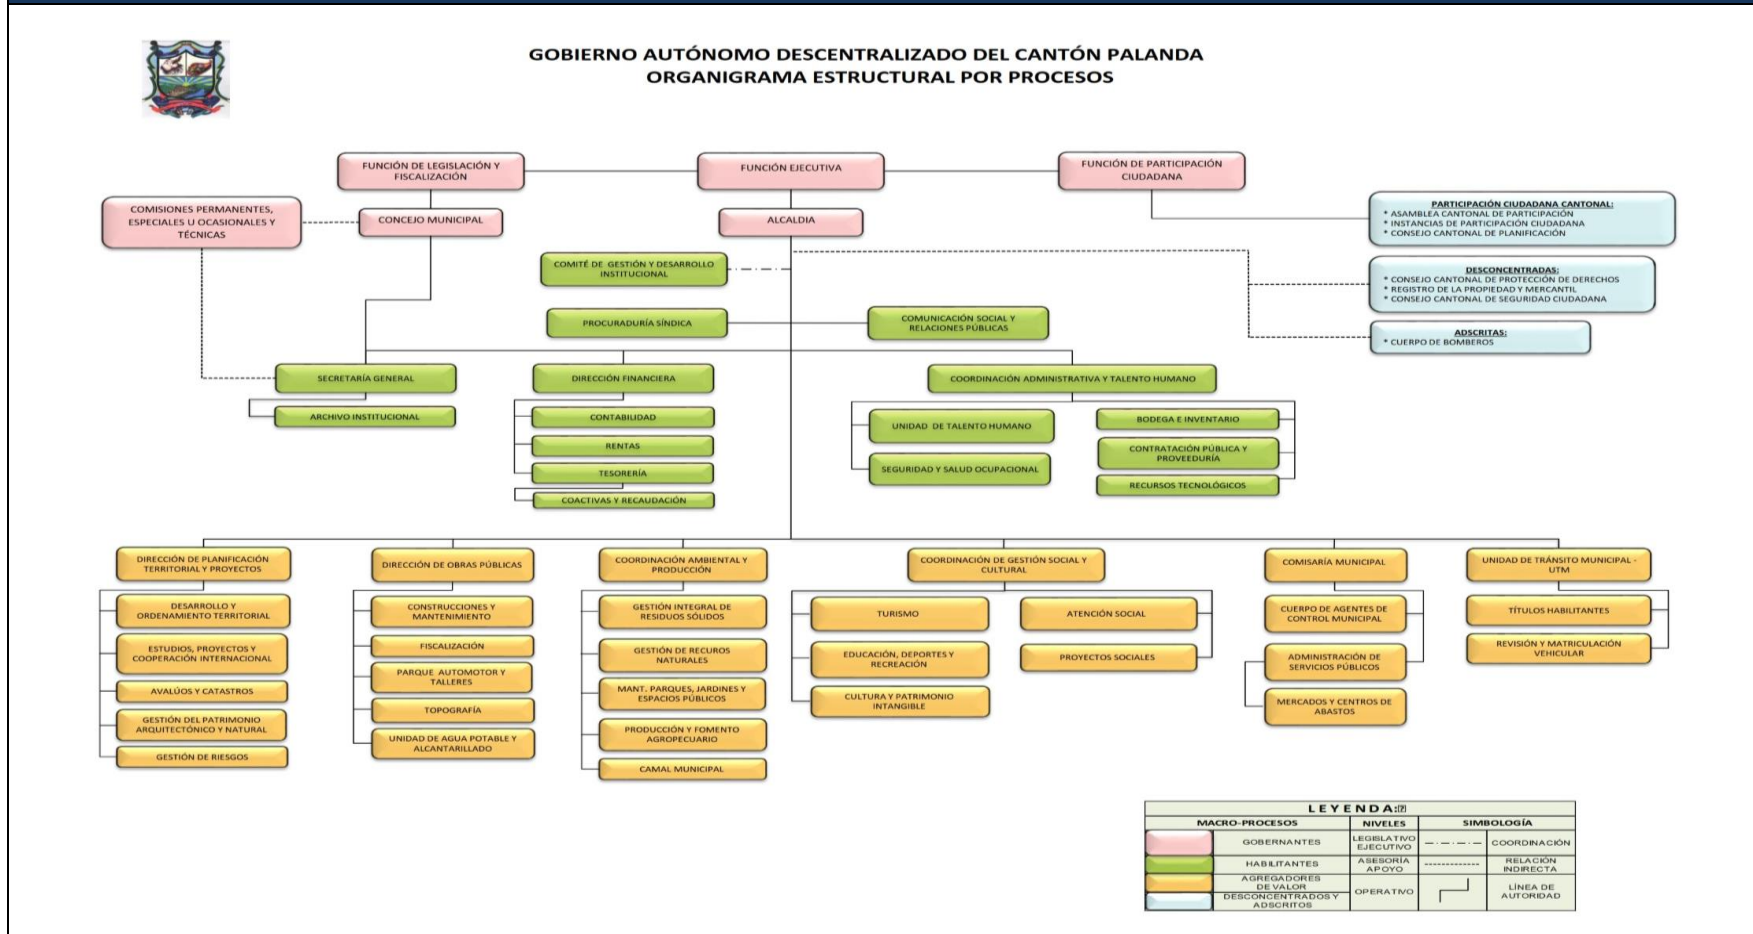 GOBIERNO AUTÓNOMO DESCENTRALIZADO DEL CANTÓN PALANDA
ORGANIGRAMA ESTRUCTURAL POR PROCESOS
FUNCIÓN DE LEGISLACIÓN Y
FISCALIZACIÓN
FUNCIÓN EJECUTIVA
FUNCIÓN DE PARTICIPACIÓN
CIUDADANA
COMISIONES PERMANENTES,
ESPECIALES U OCASIONALES Y
TÉCNICAS
CONCEJO MUNICIPAL
ALCALDIA
PARTICIPACIÓN CIUDADANA CANTONAL:
* ASAMBLEA CANTONAL DE PARTICIPACIÓN
* INSTANCIAS DE PARTICIPACIÓN CIUDADANA
* CONSEJO CANTONAL DE PLANIFICACIÓN
COMITÉ DE GESTIÓN Y DESARROLLO
INSTITUCIONAL
DESCONCENTRADAS:
* CONSEJO CANTONAL DE PROTECCIÓN DE DERECHOS
* REGISTRO DE LA PROPIEDAD Y MERCANTIL
* CONSEJO CANTONAL DE SEGURIDAD CIUDADANA
PROCURADURÍA SÍNDICA
COMUNICACIÓN SOCIAL Y
RELACIONES PÚBLICAS
ADSCRITAS:
* CUERPO DE BOMBEROS
SECRETARÍA GENERAL
ARCHIVO INSTITUCIONAL
DIRECCIÓN FINANCIERA
CONTABILIDAD
RENTAS
TESORERÍA
COACTIVAS Y RECAUDACIÓN
COORDINACIÓN ADMINISTRATIVA Y TALENTO HUMANO
UNIDAD DE TALENTO HUMANO
SEGURIDAD Y SALUD OCUPACIONAL
BODEGA E INVENTARIO
CONTRATACIÓN PÚBLICA Y
PROVEEDURÍA
RECURSOS TECNOLÓGICOS
DIRECCIÓN DE PLANIFICACIÓN
TERRITORIAL Y PROYECTOS
DESARROLLO Y
ORDENAMIENTO TERRITORIAL
ESTUDIOS, PROYECTOS Y
COOPERACIÓN INTERNACIONAL
AVALÚOS Y CATASTROS
GESTIÓN DEL PATRIMONIO
ARQUITECTÓNICO Y NATURAL
GESTIÓN DE RIESGOS
DIRECCIÓN DE OBRAS PÚBLICAS
CONSTRUCCIONES Y
MANTENIMIENTO
FISCALIZACIÓN
PARQUE AUTOMOTOR Y
TALLERES
TOPOGRAFÍA
UNIDAD DE AGUA POTABLE Y
ALCANTARILLADO
COORDINACIÓN AMBIENTAL Y
PRODUCCIÓN
GESTIÓN INTEGRAL DE
RESIDUOS SÓLIDOS
GESTIÓN DE RECUROS
NATURALES
MANT. PARQUES, JARDINES Y
ESPACIOS PÚBLICOS
PRODUCCIÓN Y FOMENTO
AGROPECUARIO
CAMAL MUNICIPAL
COORDINACIÓN DE GESTIÓN SOCIAL Y
CULTURAL
TURISMO
EDUCACIÓN, DEPORTES Y
RECREACIÓN
CULTURA Y PATRIMONIO
INTANGIBLE
ATENCIÓN SOCIAL
PROYECTOS SOCIALES
COMISARÍA MUNICIPAL
CUERPO DE AGENTES DE
CONTROL MUNICIPAL
ADMINISTRACIÓN DE
SERVICIOS PÚBLICOS
MERCADOS Y CENTROS DE
ABASTOS
UNIDAD DE TRÁNSITO MUNICIPAL -
UTM
TÍTULOS HABILITANTES
REVISIÓN Y MATRICULACIÓN
VEHICULAR
LEYENDA:
MACRO-PROCESOS NIVELES SIMBOLOGÍA
GOBERNANTES
LEGISLATIVO
EJECUTIVO
COORDINACIÓN
HABILITANTES
ASESORÍA
APOYO
RELACIÓN
INDIRECTA
AGREGADORES
DE VALOR
DESCONCENTRADOS Y
ADSCRITOS
OPERATIVO
LÍNEA DE
AUTORIDAD